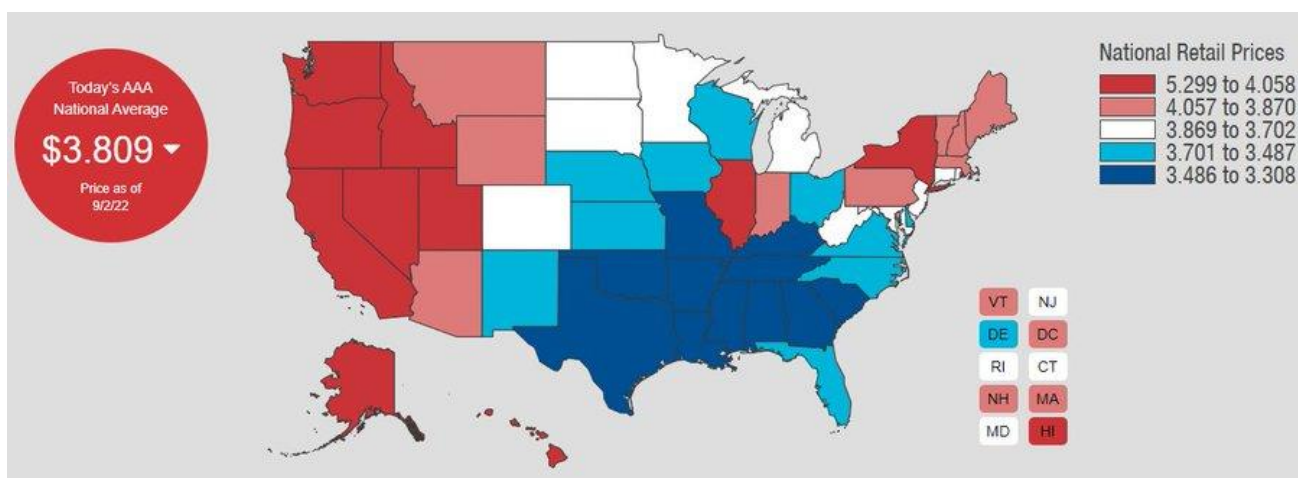 Today's AAA
National Average
$3.809
Price as of
9/2/22
National Retail Prices
5.299 to 4.058
4.057 to 3.870
3.869 to 3.702
3.701 to 3.487
3.486 to 3.308
VT NJ
DE DC
RI CT
NH MA
MD HI